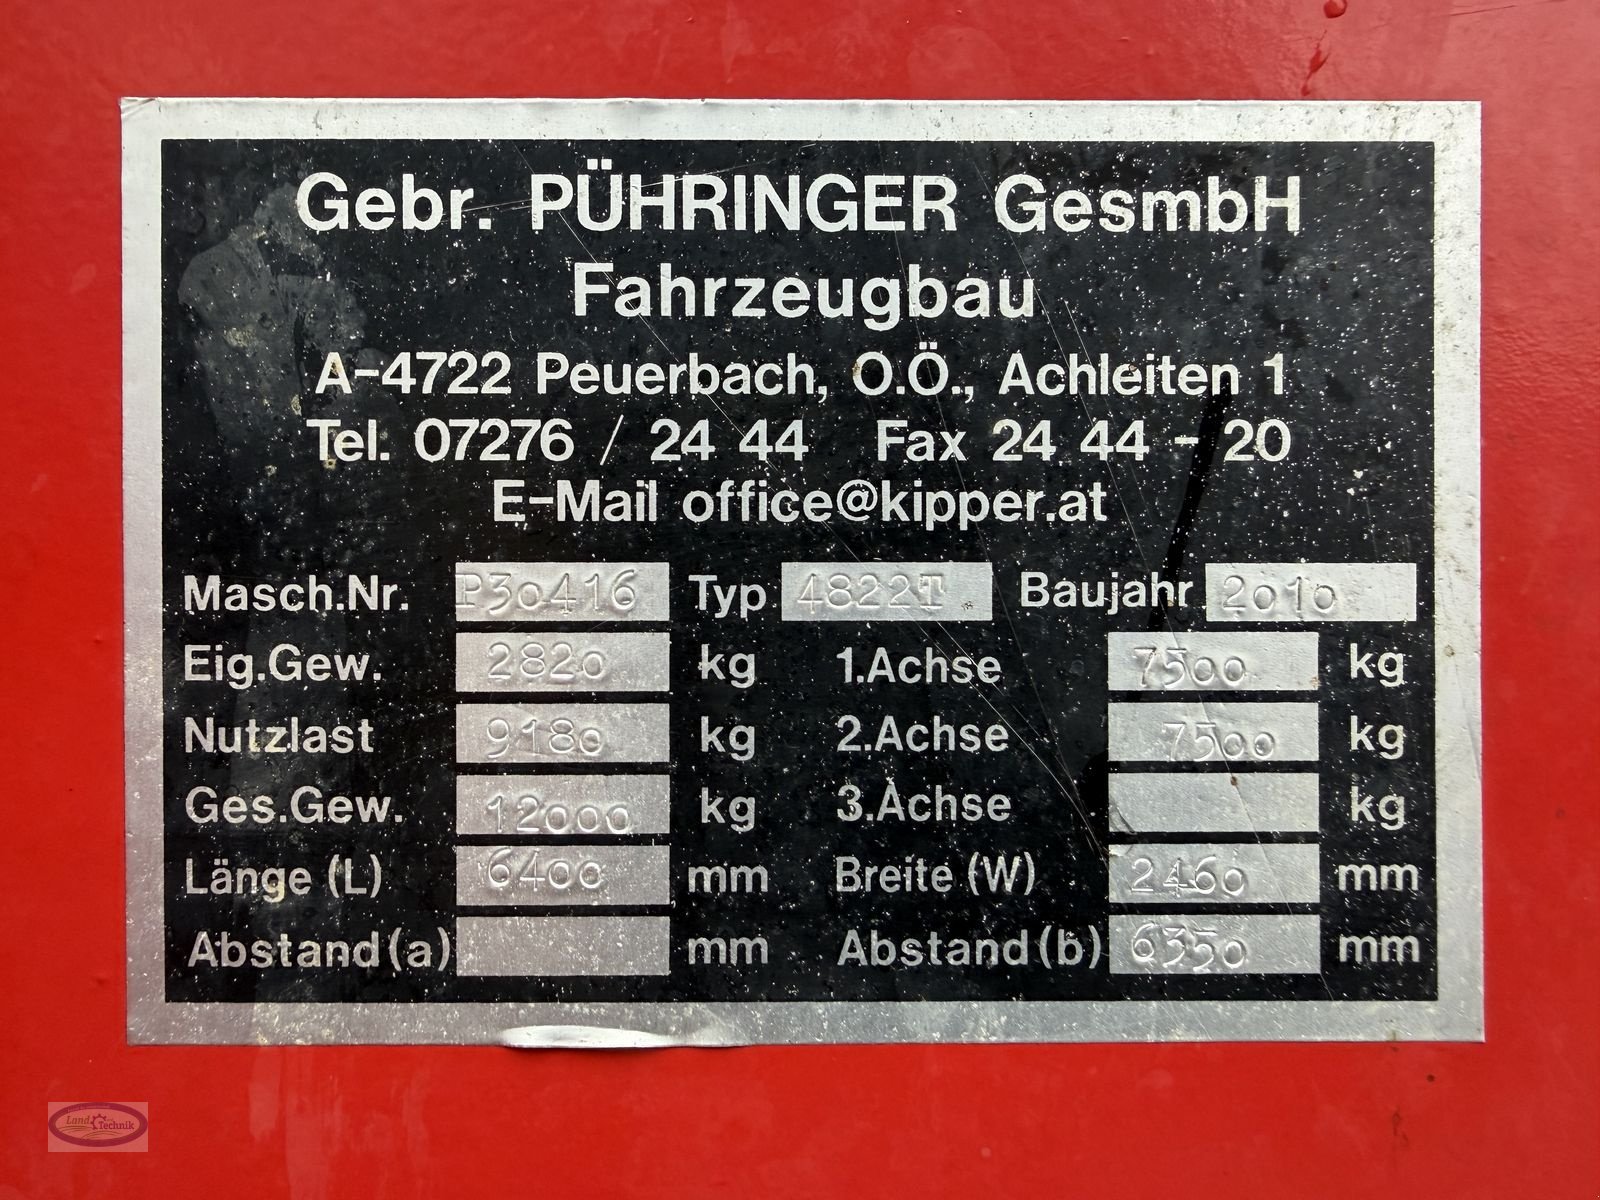 Gebr. PÜHRINGER GesmbH
Fahrzeugbau
A-4722 Peuerbach, O.Ö., Achleiten 1
Tel. 07276 / 24 44 Fax 24 44 - 20
E-Mail office@kipper.at
Masch.Nr. P30416 Typ 4822T Baujahr 2010
Eig.Gew. 2820 kg 1.Achse 7500 kg
Nutzlast 9180 kg 2.Achse 7500 kg
Ges.Gew. 12000 kg 3.Achse kg
Länge (L) 6400 mm Breite (W) 2460 mm
Abstand (a) mm Abstand (b) 6350 mm
Land Technik